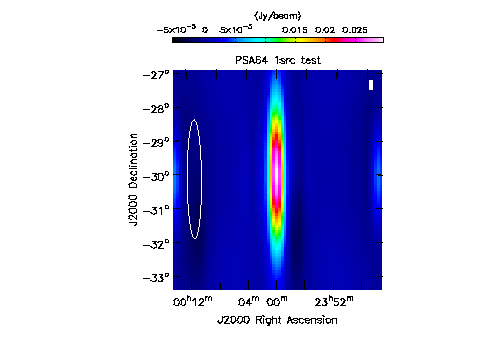 (Jy/beam)
−5x10⁻⁵ 0 5x10⁻⁵ 0.015 0.02 0.025
PSA64 1src test
−27°
−28°
−29°
−30°
−31°
−32°
−33°
J2000 Declination
00ʰ12ᵐ 04ᵐ 00ᵐ 23ʰ52ᵐ
J2000 Right Ascension